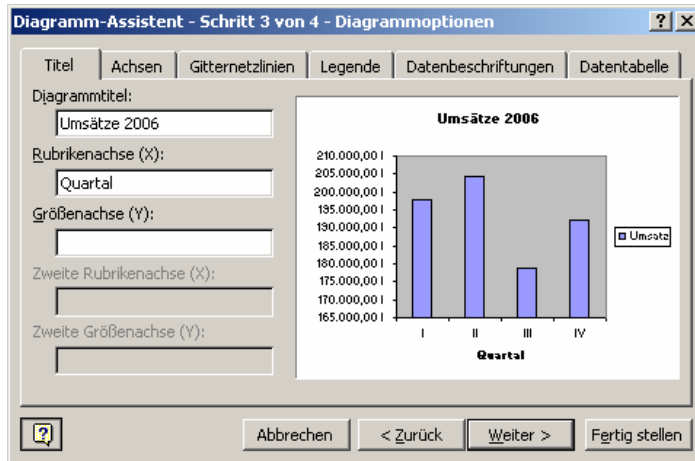 Diagramm-Assistent - Schritt 3 von 4 - Diagrammoptionen
Titel Achsen Gitternetzlinien Legende Datenbeschriftungen Datentabelle
Diagrammtitel:
Umsätze 2006
Rubrikenachse (X):
Quartal
Größenachse (Y):
Zweite Rubrikenachse (X):
Zweite Größenachse (Y):
Umsätze 2006
210.000,00
205.000,00
200.000,00
195.000,00
190.000,00
185.000,00
180.000,00
175.000,00
170.000,00
165.000,00
I II III IV
Quartal
Umsatz
Abbrechen < Zurück Weiter > Fertig stellen